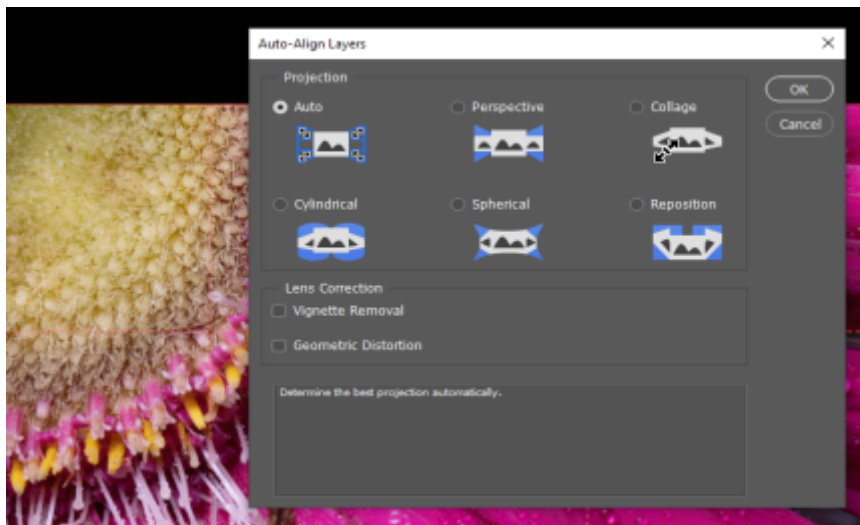 Auto-Align Layers
Projection
Auto
Perspective
Collage
OK
Cancel
Cylindrical
Spherical
Reposition
Lens Correction
Vignette Removal
Geometric Distortion
Determine the best projection automatically.